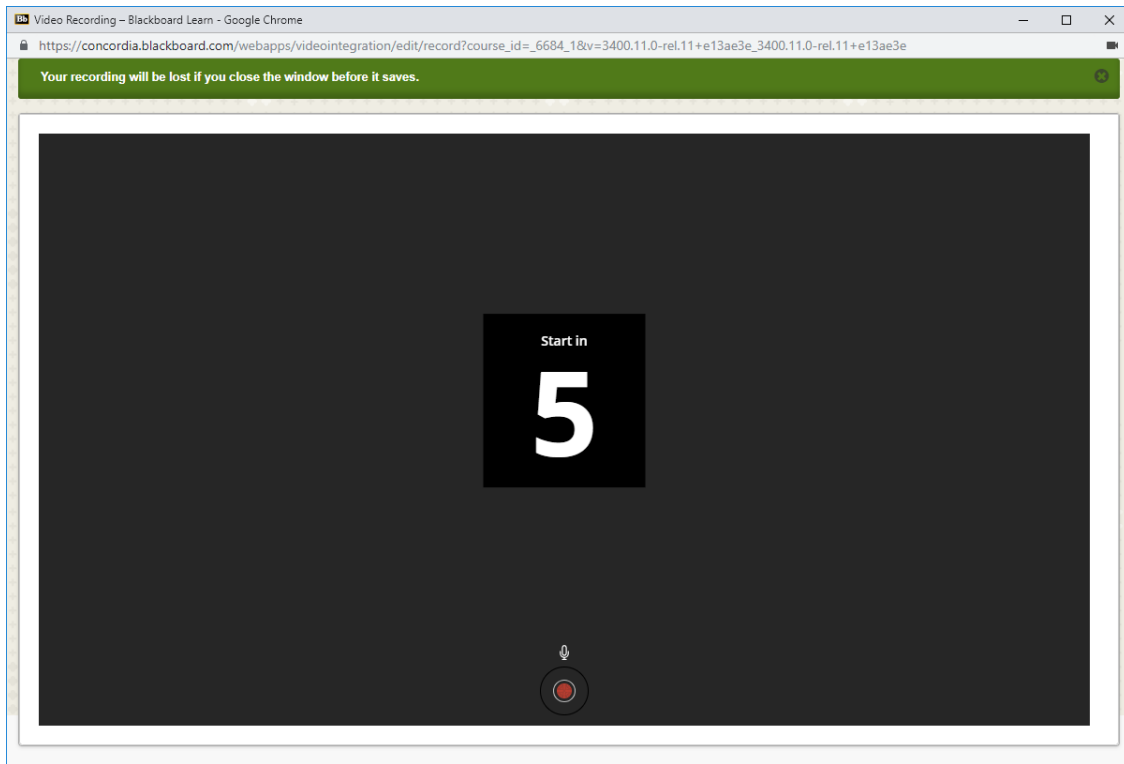 Bb Video Recording – Blackboard Learn - Google Chrome
https://concordia.blackboard.com/webapps/videointegration/edit/record?course_id=_6684_1&v=3400.11.0-rel.11+e13ae3e_3400.11.0-rel.11+e13ae3e
Your recording will be lost if you close the window before it saves.
Start in
5